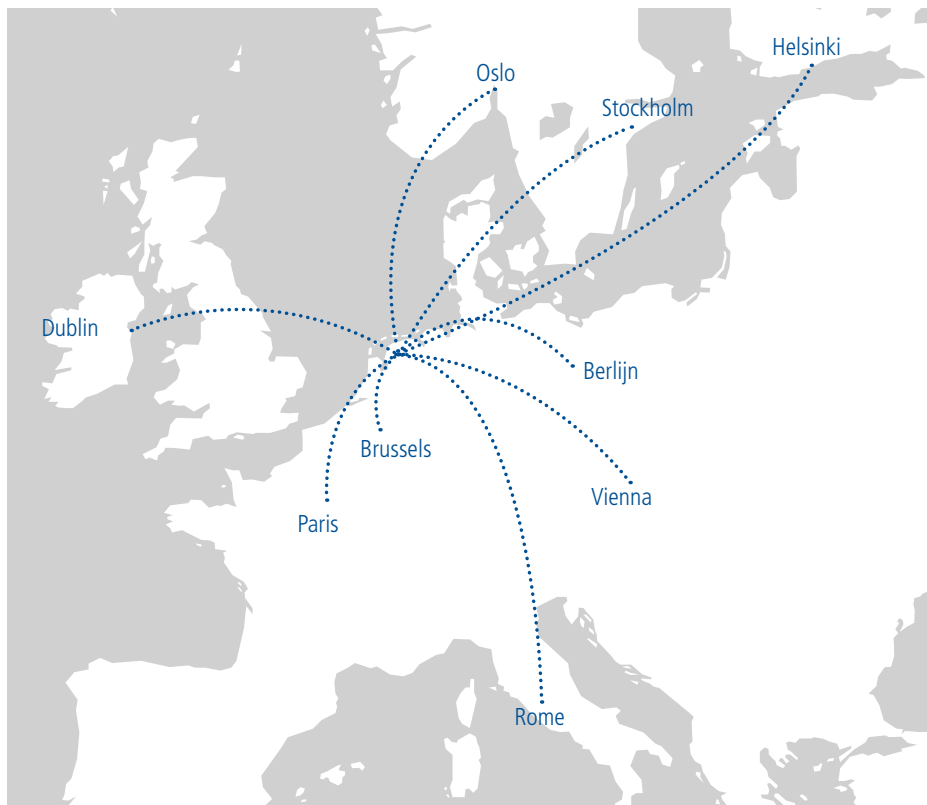 Helsinki
Oslo
Stockholm
Dublin
Berlijn
Brussels
Vienna
Paris
Rome